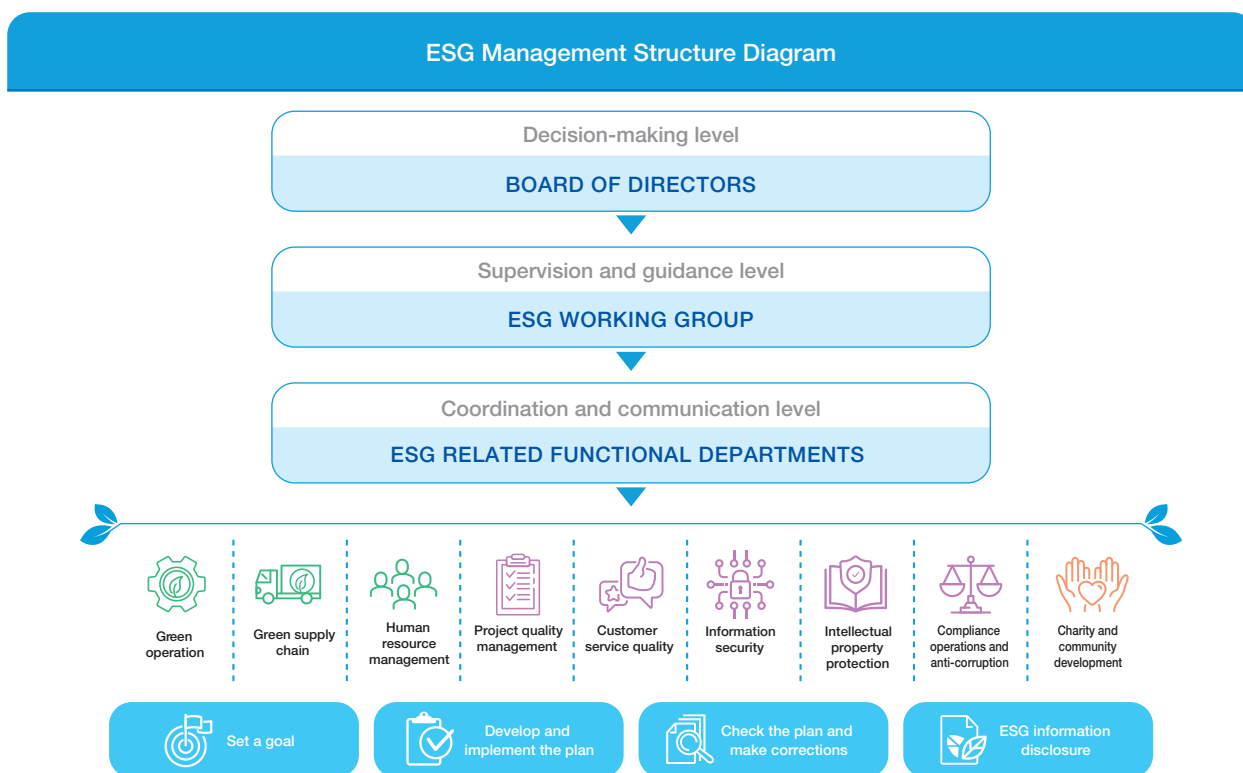 ESG Management Structure Diagram
Decision-making level
BOARD OF DIRECTORS
Supervision and guidance level
ESG WORKING GROUP
Coordination and communication level
ESG RELATED FUNCTIONAL DEPARTMENTS
Green
operation
Green supply
chain
Human
resource
management
Project quality
management
Customer
service quality
Information
security
Intellectual
property
protection
Compliance
operations and
anti-corruption
Charity and
community
development
Set a goal
Develop and
implement the plan
Check the plan and
make corrections
ESG information
disclosure